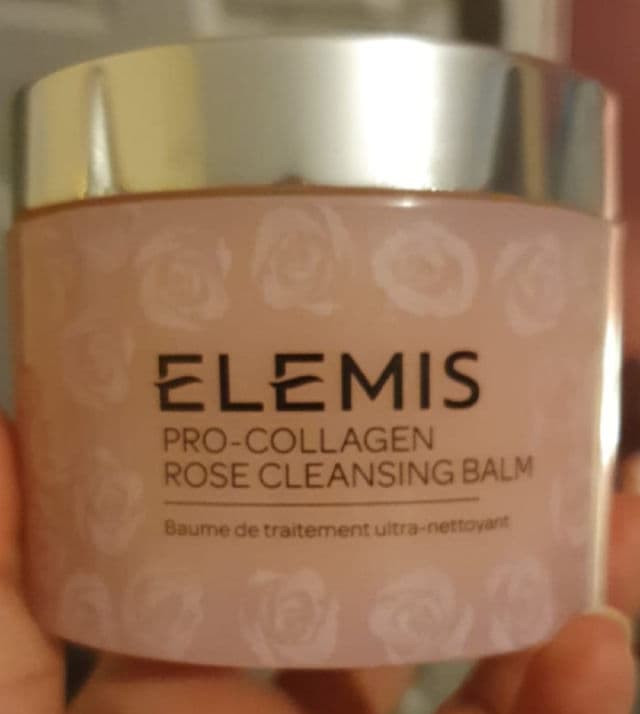 ELEMIS
PRO-COLLAGEN
ROSE CLEANSING BALM
Baume de traitement ultra-nettoyant